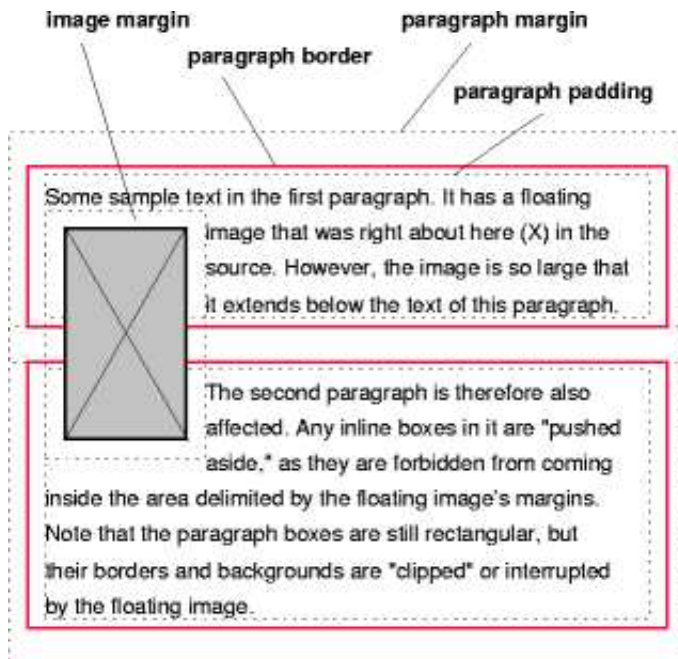 image margin
paragraph margin
paragraph border
paragraph padding
Some sample text in the first paragraph. It has a floating
image that was right about here (X) in the
source. However, the image is so large that
it extends below the text of this paragraph.
The second paragraph is therefore also
affected. Any inline boxes in it are "pushed
aside," as they are forbidden from coming
inside the area delimited by the floating image's margins.
Note that the paragraph boxes are still rectangular, but
their borders and backgrounds are "clipped" or interrupted
by the floating image.